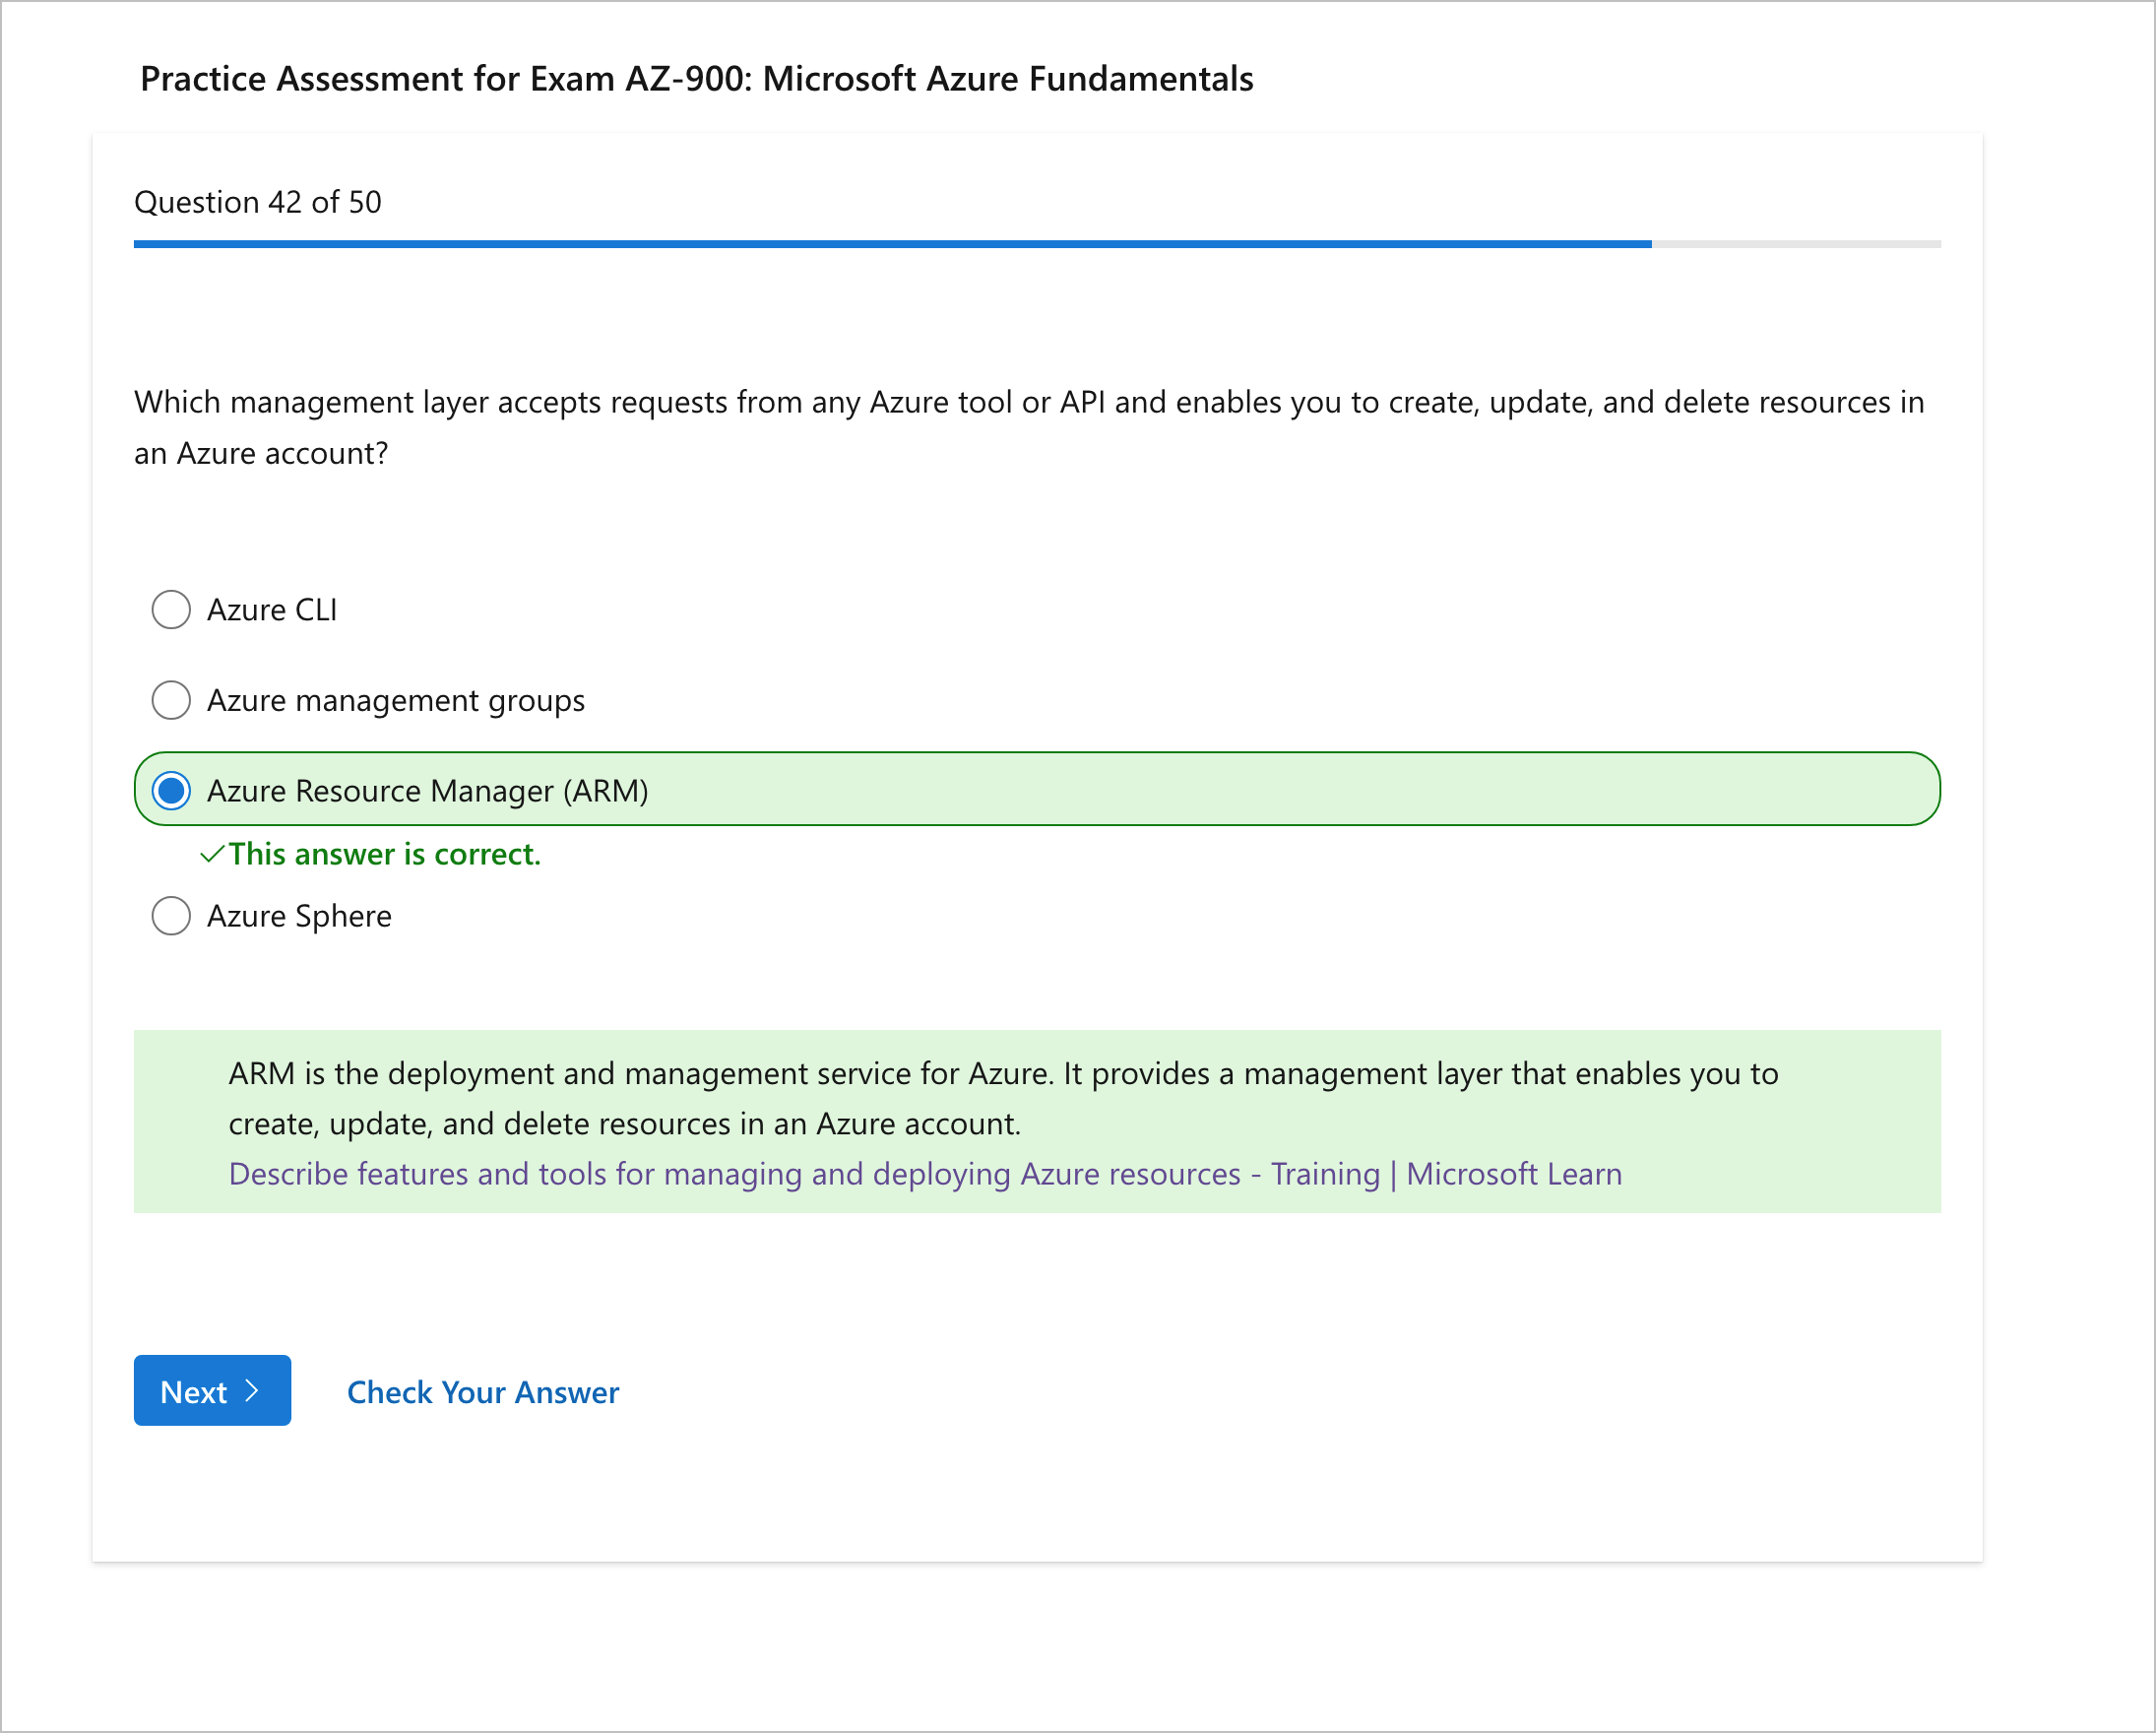 Practice Assessment for Exam AZ-900: Microsoft Azure Fundamentals
Question 42 of 50
Which management layer accepts requests from any Azure tool or API and enables you to create, update, and delete resources in
an Azure account?
Azure CLI
Azure management groups
Azure Resource Manager (ARM)
This answer is correct.
Azure Sphere
ARM is the deployment and management service for Azure. It provides a management layer that enables you to
create, update, and delete resources in an Azure account.
Describe features and tools for managing and deploying Azure resources - Training | Microsoft Learn
Next
Check Your Answer